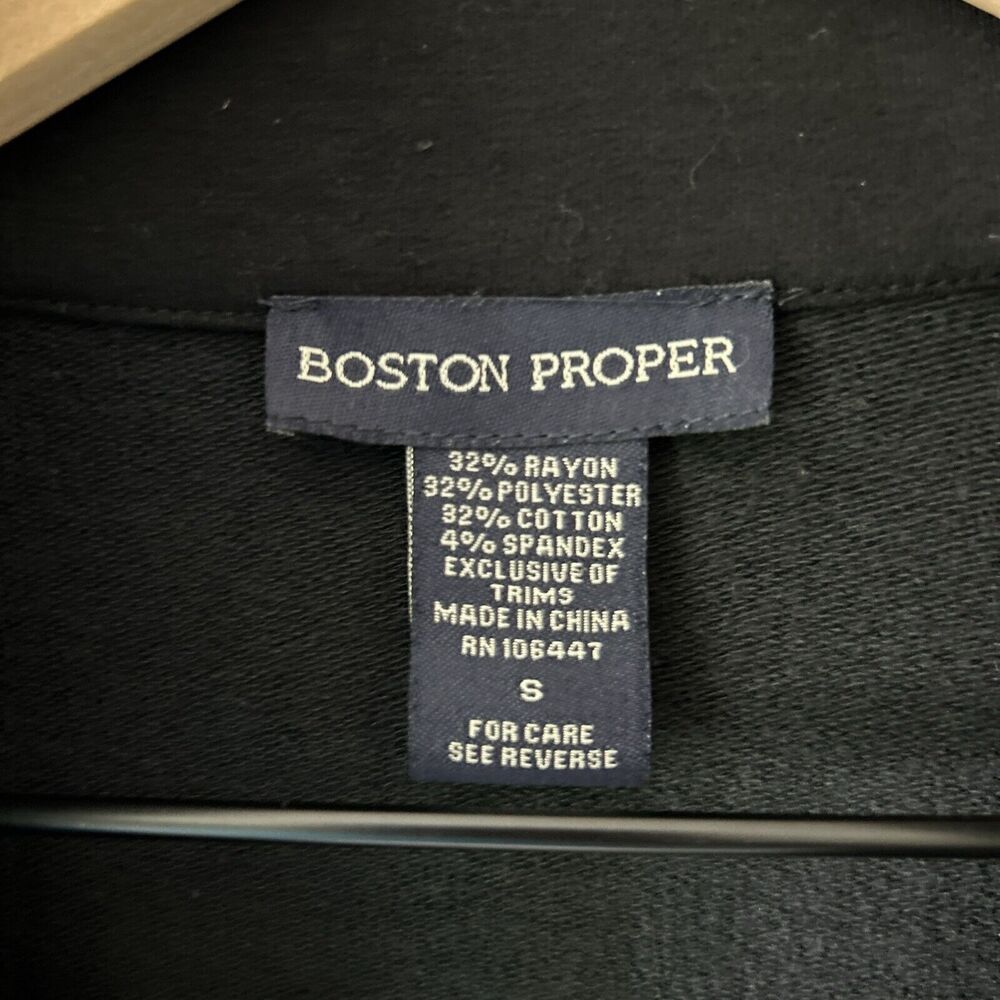 BOSTON PROPER
32% RAYON
32% POLYESTER
32% COTTON
4% SPANDEX
EXCLUSIVE OF
TRIMS
MADE IN CHINA
RN 106447
S
FOR CARE
SEE REVERSE